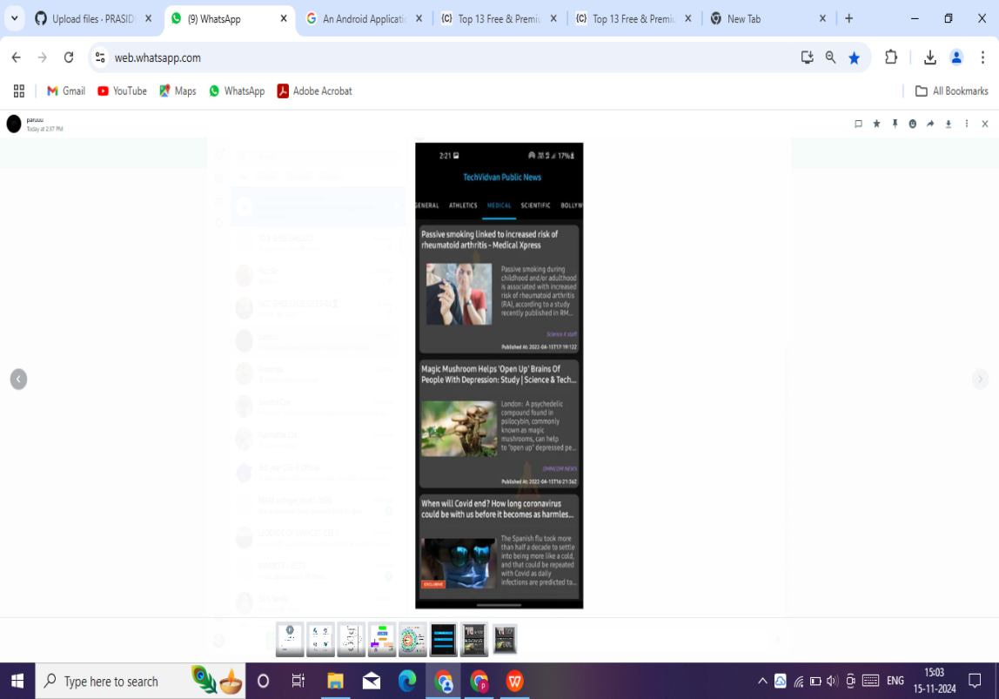 Upload files · PRASID
(9) WhatsApp
An Android Applicati
Top 13 Free & Premiu
Top 13 Free & Premiu
New Tab
web.whatsapp.com
Gmail
YouTube
Maps
WhatsApp
Adobe Acrobat
All Bookmarks
paruuu
Today at 2:37 PM
2:21
17%
TechVidvan Public News
GENERAL ATHLETICS MEDICAL SCIENTIFIC BOLLYW
Passive smoking linked to increased risk of
rheumatoid arthritis - Medical Xpress
Passive smoking during
childhood and/or adulthood
is associated with increased
risk of rheumatoid arthritis
(RA), according to a study
recently published in RM...
Science X staff
Published At: 2022-04-15T17:19:12Z
Magic Mushroom Helps 'Open Up' Brains Of
People With Depression: Study | Science & Tech...
London: A psychedelic
compound found in
psilocybin, commonly
known as magic
mushrooms, can help
to "open up" depressed pe...
OMMCOM NEWS
Published At: 2022-04-15T16:21:36Z
When will Covid end? How long coronavirus
could be with us before it becomes as harmles...
The Spanish flu took more
than half a decade to settle
into being more like a cold,
and that could be repeated
with Covid as daily
infections are predicted to...
EXCLUSIVE
Type here to search
ENG
15:03
15-11-2024